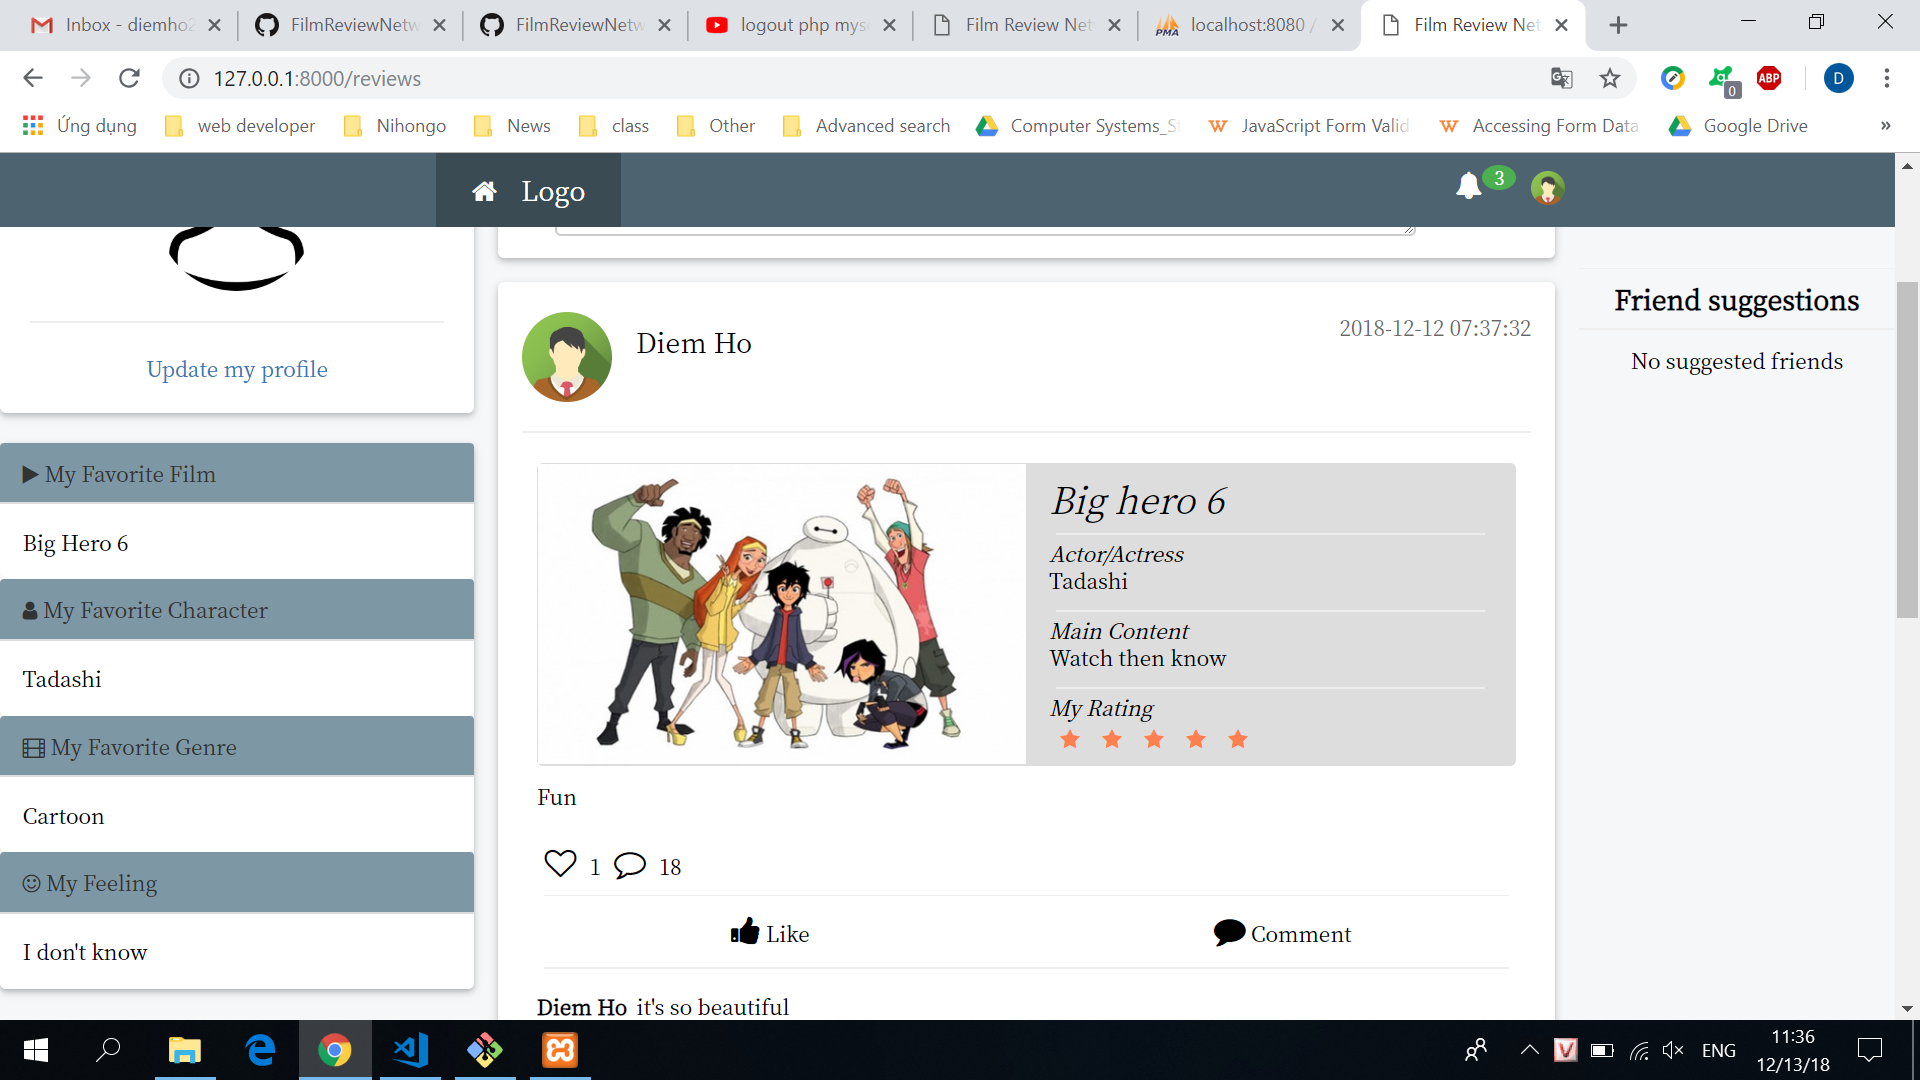 Inbox - diemho2
FilmReviewNetw
FilmReviewNetw
logout php mys
Film Review Net
PMA
localhost:8080 /
Film Review Net
127.0.0.1:8000/reviews
0
ABP
D
Ứng dụng
web developer
Nihongo
News
class
Other
Advanced search
Computer Systems_S
JavaScript Form Valid
Accessing Form Data
Google Drive
»
Logo
3
Update my profile
My Favorite Film
Big Hero 6
My Favorite Character
Tadashi
My Favorite Genre
Cartoon
My Feeling
I don't know
Diem Ho
2018-12-12 07:37:32
Big hero 6
Actor/Actress
Tadashi
Main Content
Watch then know
My Rating
Fun
1
18
Like
Comment
Diem Ho it's so beautiful
Friend suggestions
No suggested friends
V
ENG
11:36
12/13/18